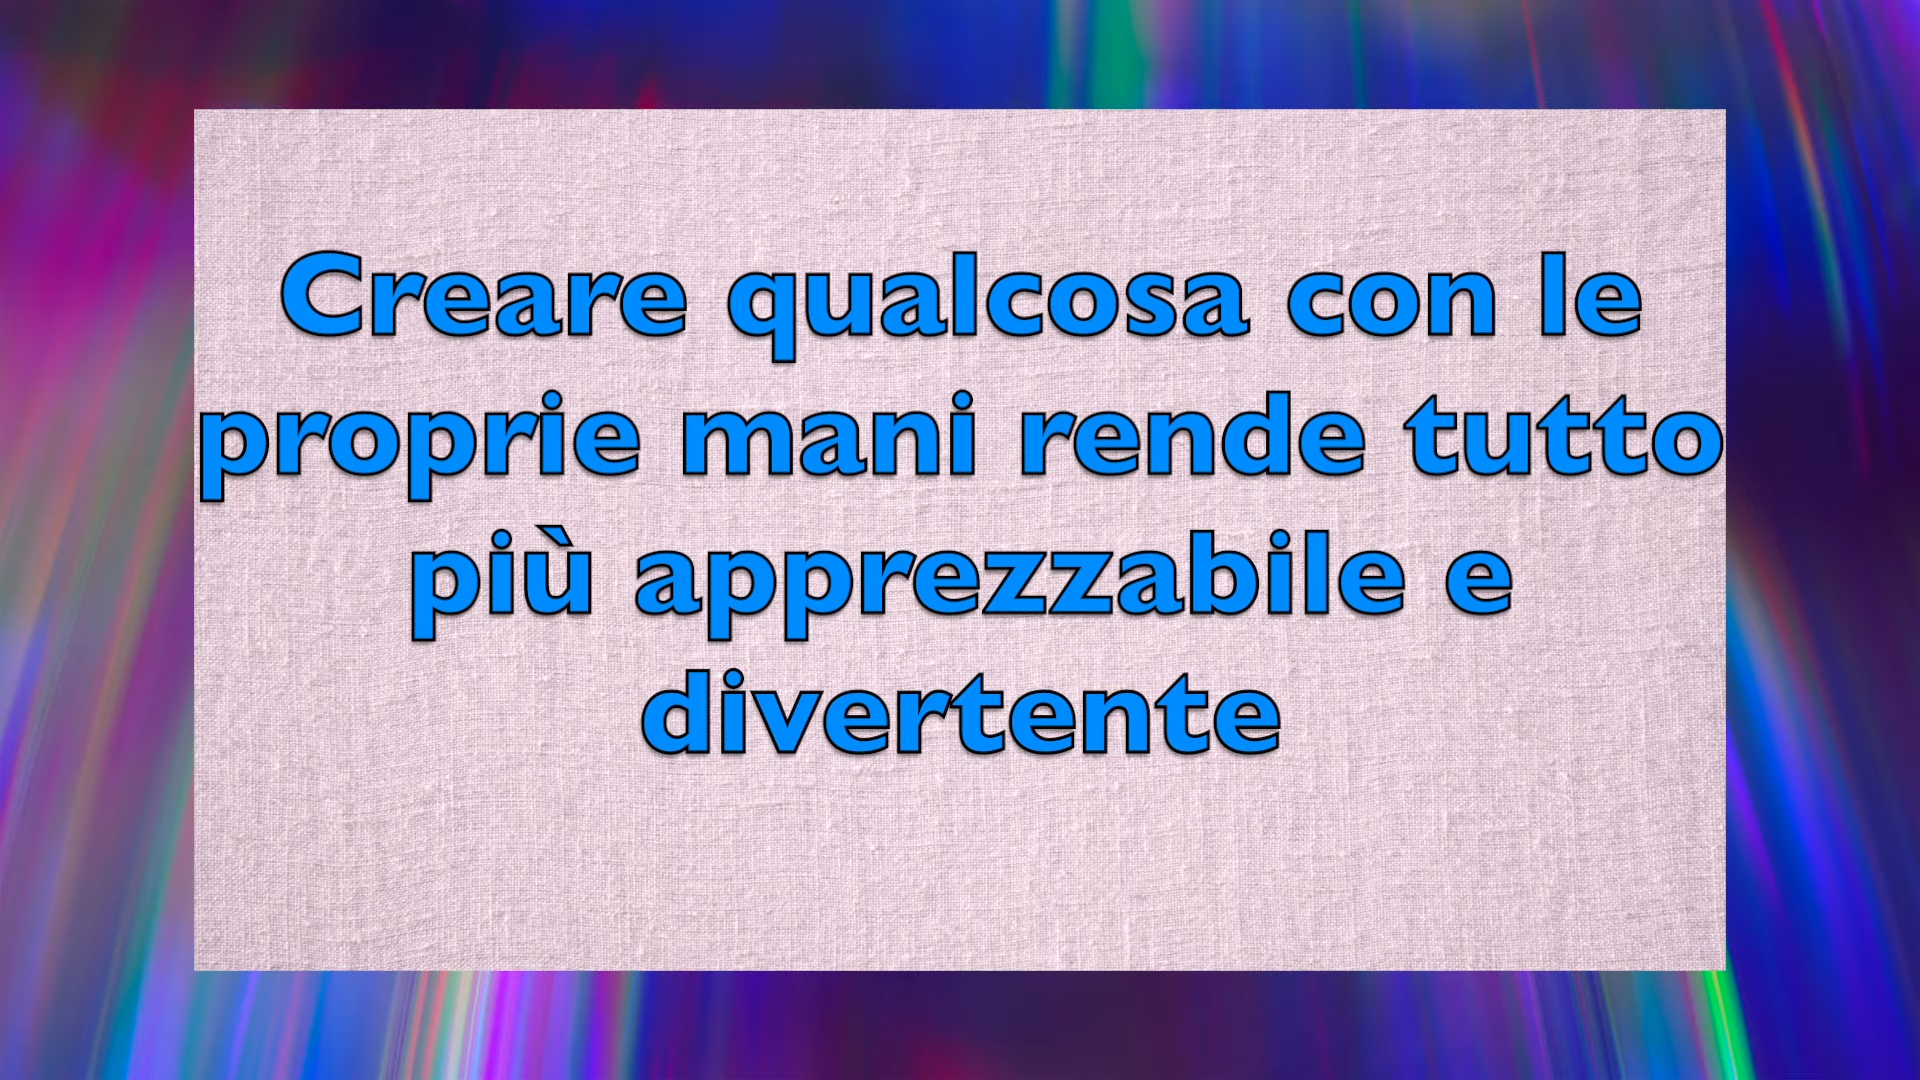 Creare qualcosa con le
proprie mani rende tutto
più apprezzabile e
divertente